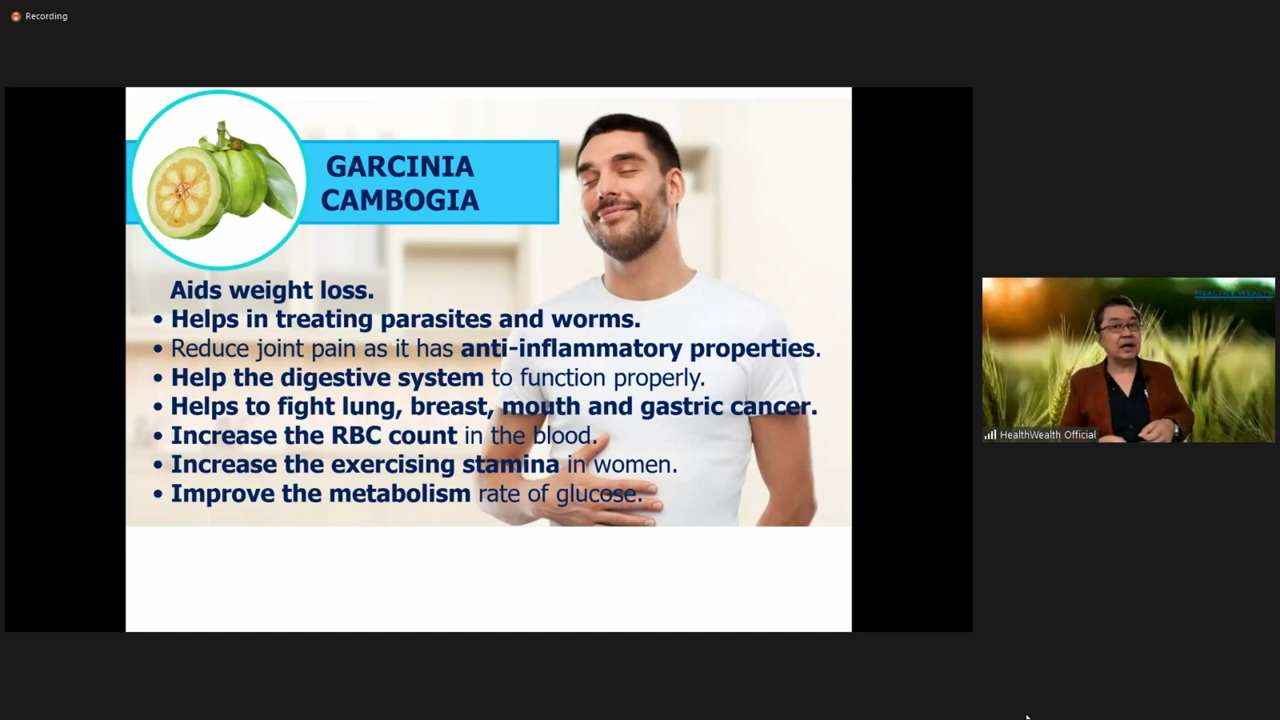 Recording
GARCINIA
CAMBOGIA
Aids weight loss.
• Helps in treating parasites and worms.
• Reduce joint pain as it has anti-inflammatory properties.
• Help the digestive system to function properly.
• Helps to fight lung, breast, mouth and gastric cancer.
• Increase the RBC count in the blood.
• Increase the exercising stamina in women.
• Improve the metabolism rate of glucose.
HEALTHY WEALTH
HealthWealth Official